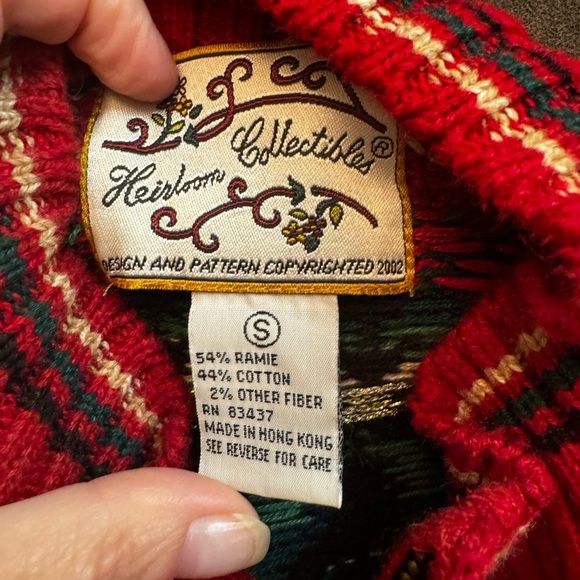 Heirloom Collectibles®
DESIGN AND PATTERN COPYRIGHTED 2002
S
54% RAMIE
44% COTTON
2% OTHER FIBER
RN 83437
MADE IN HONG KONG
SEE REVERSE FOR CARE